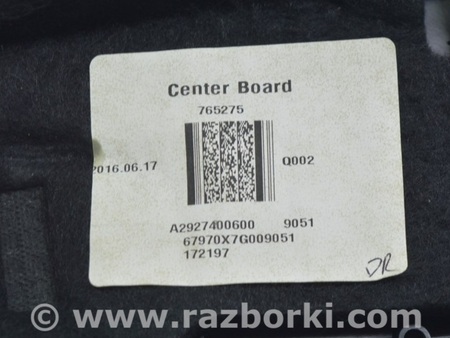 Center Board
765275
2016.06.17
Q002
A2927400600 9051
67970X7G009051
172197
DR
© www.razborki.com